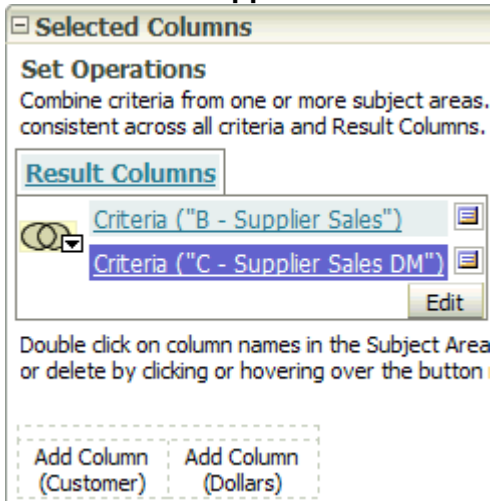 Selected Columns
Set Operations
Combine criteria from one or more subject areas.
consistent across all criteria and Result Columns.
Result Columns
Criteria ("B - Supplier Sales")
Criteria ("C - Supplier Sales DM")
Edit
Double click on column names in the Subject Area
or delete by clicking or hovering over the button
Add Column Add Column
(Customer) (Dollars)